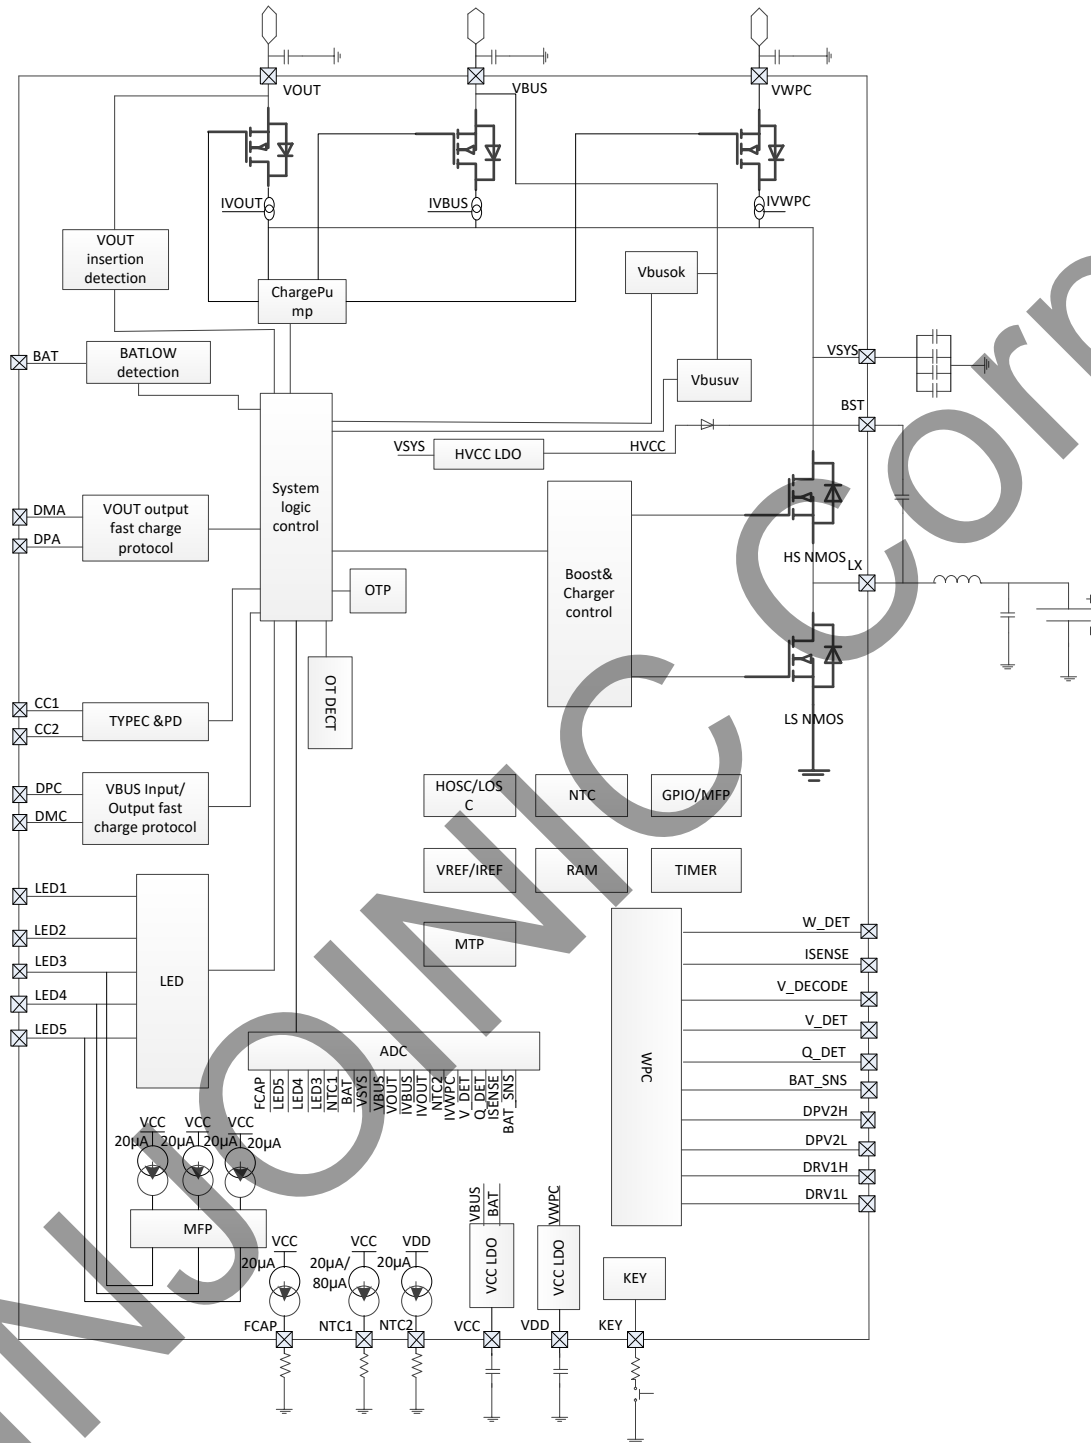 VOUT
VBUS
VWPC
IVOUT
IVBUS
IVWPC
VOUT
insertion
detection
Vbusok
ChargePu
mp
BAT
BATLOW
detection
VSYS
Vbusuv
BST
VSYS
HVCC LDO
HVCC
System
logic
control
DMA
DPA
VOUT output
fast charge
protocol
HS NMOS
LX
Boost&
Charger
control
OTP
OT DECT
CC1
CC2
TYPEC &PD
LS NMOS
DPC
DMC
VBUS Input/
Output fast
charge protocol
HOSC/LOS
C
NTC
GPIO/MFP
VREF/IREF
RAM
TIMER
MTP
LED1
LED2
LED3
LED4
LED5
LED
W_DET
ISENSE
V_DECODE
V_DET
Q_DET
BAT_SNS
DPV2H
DPV2L
DRV1H
DRV1L
WPC
ADC
FCAP
LED5
LED4
LED3
NTC1
BAT
VSYS
VBUS
VOUT
IVBUS
IVOUT
NTC2
IVWPC
V_DET
Q_DET
ISENSE
BAT_SNS
VCC VCC VCC
20µA 20µA 20µA 20µA
MFP
VCC
20µA
VCC
20µA/
80µA
VDD
20µA
VBUS
BAT
VCC LDO
VWPC
VCC LDO
KEY
FCAP
NTC1
NTC2
VCC
VDD
KEY
INJOINIC Corp